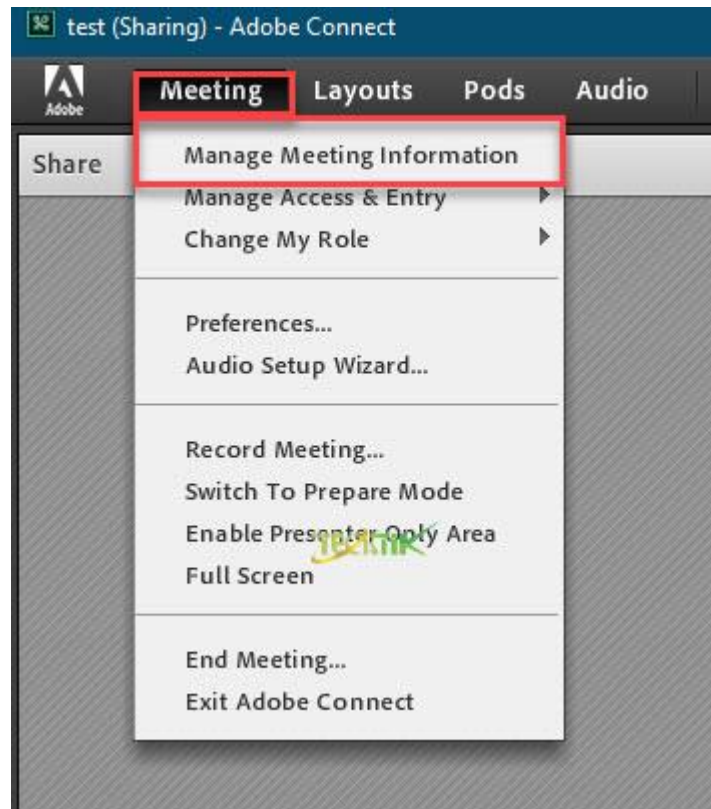 test (Sharing) - Adobe Connect
Adobe
Meeting Layouts Pods Audio
Share
Manage Meeting Information
Manage Access & Entry
Change My Role
Preferences...
Audio Setup Wizard...
Record Meeting...
Switch To Prepare Mode
Enable Presenter Only Area
Full Screen
End Meeting...
Exit Adobe Connect